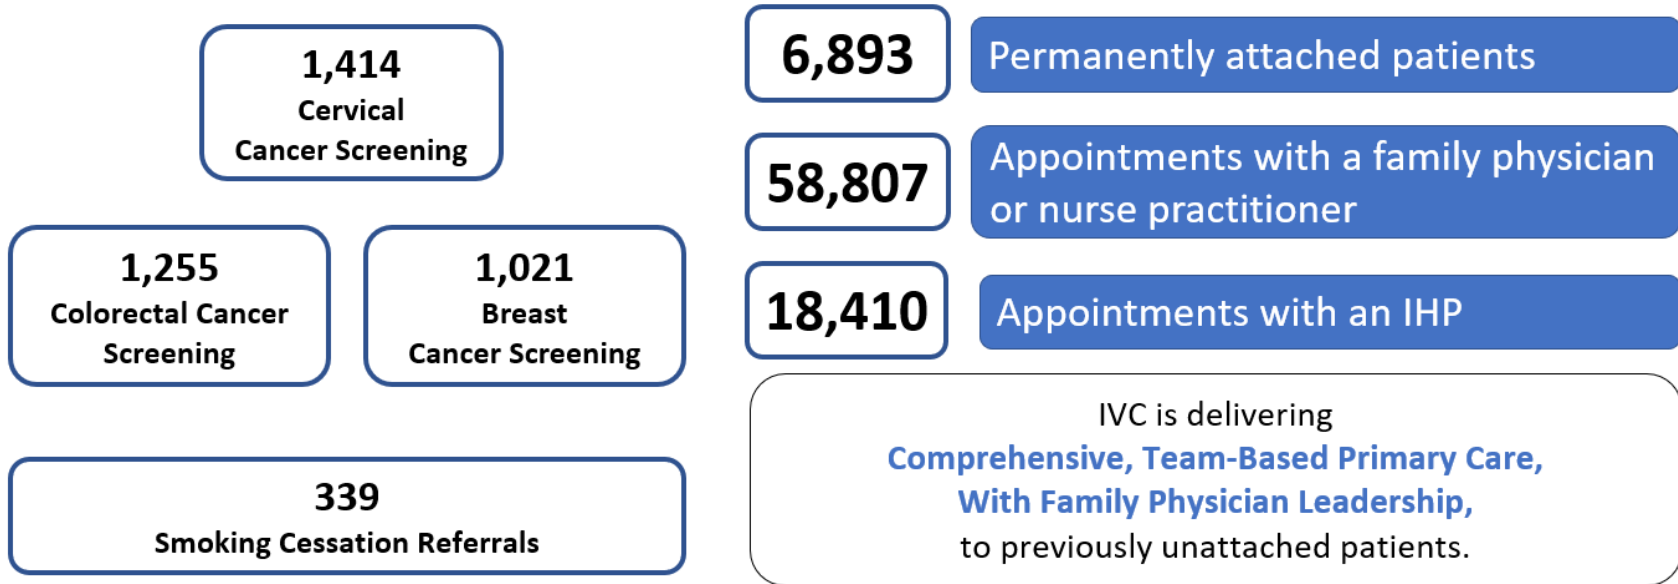 1,414
Cervical
Cancer Screening
1,255
Colorectal Cancer
Screening
1,021
Breast
Cancer Screening
339
Smoking Cessation Referrals
6,893
Permanently attached patients
58,807
Appointments with a family physician
or nurse practitioner
18,410
Appointments with an IHP
IVC is delivering
Comprehensive, Team-Based Primary Care,
With Family Physician Leadership,
to previously unattached patients.